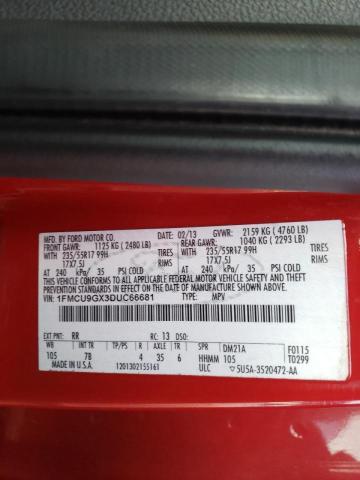 MFD. BY FORD MOTOR CO. 02/13 GVWR: 2159 KG (4760 LB)
FRONT GAWR: 1125 KG (2480 LB) REAR GAWR: 1040 KG (2293 LB)
WITH 235/55R17 99H TIRES WITH 235/55R17 99H TIRES
17X7.5J RIMS 17X7.5J RIMS
AT 240 kPa/ 35 PSI COLD AT 240 kPa/ 35 PSI COLD
THIS VEHICLE CONFORMS TO ALL APPLICABLE FEDERAL MOTOR VEHICLE SAFETY AND THEFT
PREVENTION STANDARDS IN EFFECT ON THE DATE OF MANUFACTURE SHOWN ABOVE.
VIN: 1FMCU9GX3DUC66681 TYPE: MPV
EXT PNT: RR RC: 13 DSO:
WB INT TR TP/PS R AXLE TR SPR DM21A F0115
105 7B 4 35 6 HHMM 105 T0299
MADE IN U.S.A. 1201302155161 ULC 5U5A-3520472-AA